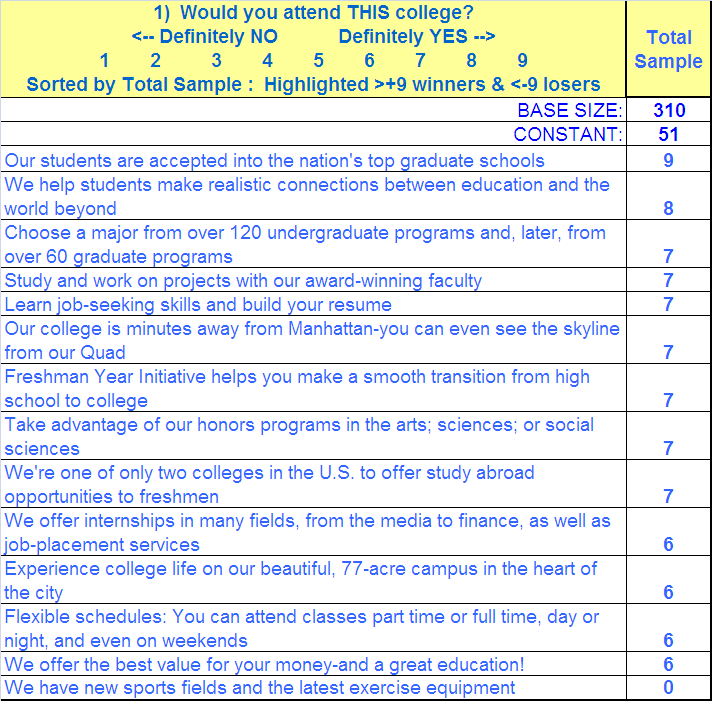 1) Would you attend THIS college?
<-- Definitely NO Definitely YES -->
1 2 3 4 5 6 7 8 9
Sorted by Total Sample : Highlighted >+9 winners & <-9 losers
Total
Sample
BASE SIZE: 310
CONSTANT: 51
Our students are accepted into the nation's top graduate schools 9
We help students make realistic connections between education and the
world beyond 8
Choose a major from over 120 undergraduate programs and, later, from
over 60 graduate programs 7
Study and work on projects with our award-winning faculty 7
Learn job-seeking skills and build your resume 7
Our college is minutes away from Manhattan-you can even see the skyline
from our Quad 7
Freshman Year Initiative helps you make a smooth transition from high
school to college 7
Take advantage of our honors programs in the arts; sciences; or social
sciences 7
We're one of only two colleges in the U.S. to offer study abroad
opportunities to freshmen 7
We offer internships in many fields, from the media to finance, as well as
job-placement services 6
Experience college life on our beautiful, 77-acre campus in the heart of
the city 6
Flexible schedules: You can attend classes part time or full time, day or
night, and even on weekends 6
We offer the best value for your money-and a great education! 6
We have new sports fields and the latest exercise equipment 0